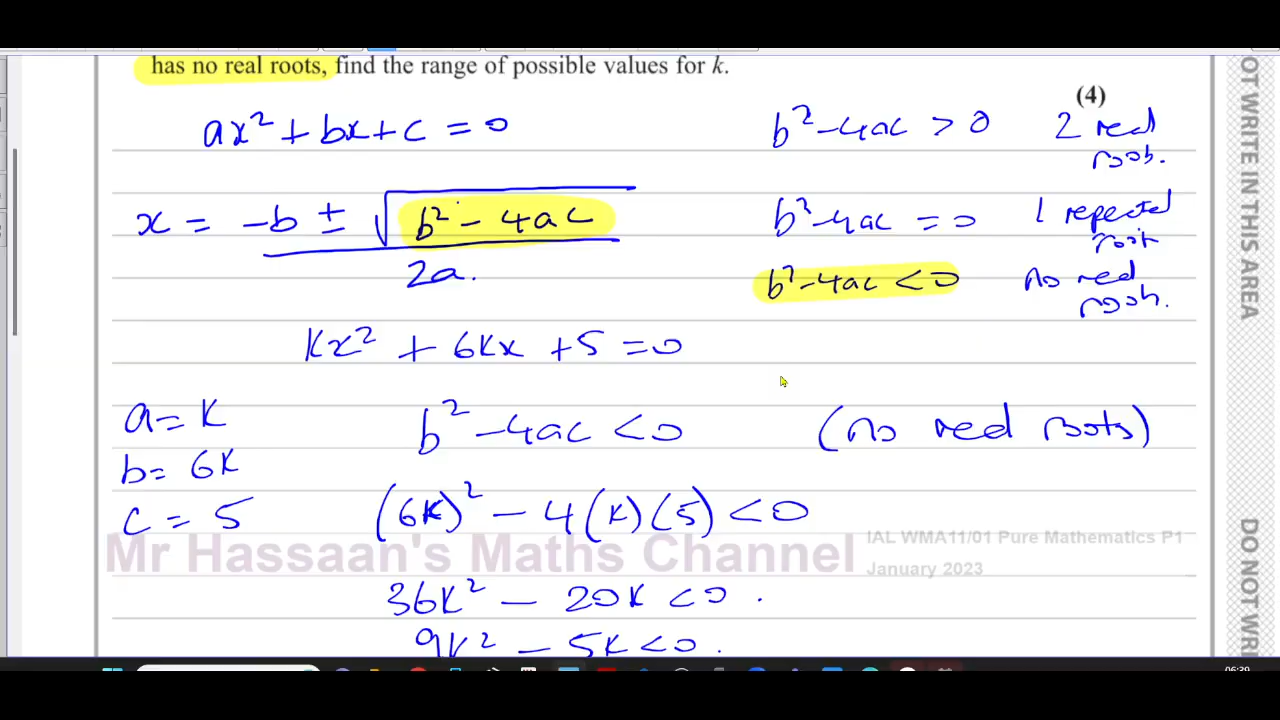 has no real roots, find the range of possible values for k.
(4)
ax² + bx + c = 0
b² - 4ac > 0 2 real roots.
x = -b ± √b² - 4ac
2a.
b² - 4ac = 0 1 repeated root
b² - 4ac < 0 no real roots.
kx² + 6kx + 5 = 0
a = k
b² - 4ac < 0 (no real roots)
b = 6k
c = 5
(6k)² - 4(k)(5) < 0
Mr Hassaan's Maths Channel
IAL WMA11/01 Pure Mathematics P1
January 2023
36k² - 20k < 0.
9k² - 5k < 0.
OT WRITE IN THIS AREA
DO NOT WRI
06:39